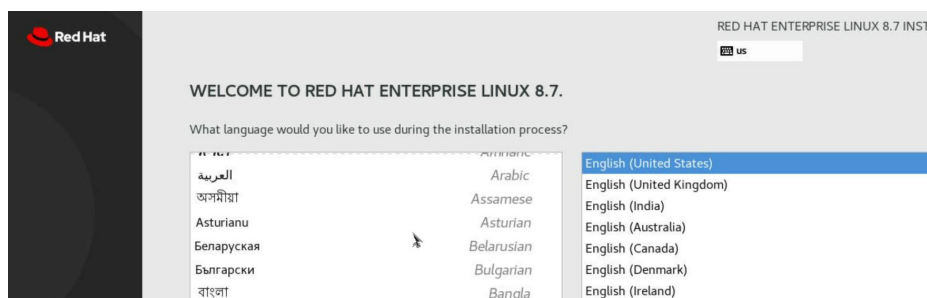 Red Hat
RED HAT ENTERPRISE LINUX 8.7 INST
us
WELCOME TO RED HAT ENTERPRISE LINUX 8.7.
What language would you like to use during the installation process?
العربية Arabic
অসমীয়া Assamese
Asturianu Asturian
Беларуская Belarusian
Български Bulgarian
বাংলা Bangla
English (United States)
English (United Kingdom)
English (India)
English (Australia)
English (Canada)
English (Denmark)
English (Ireland)